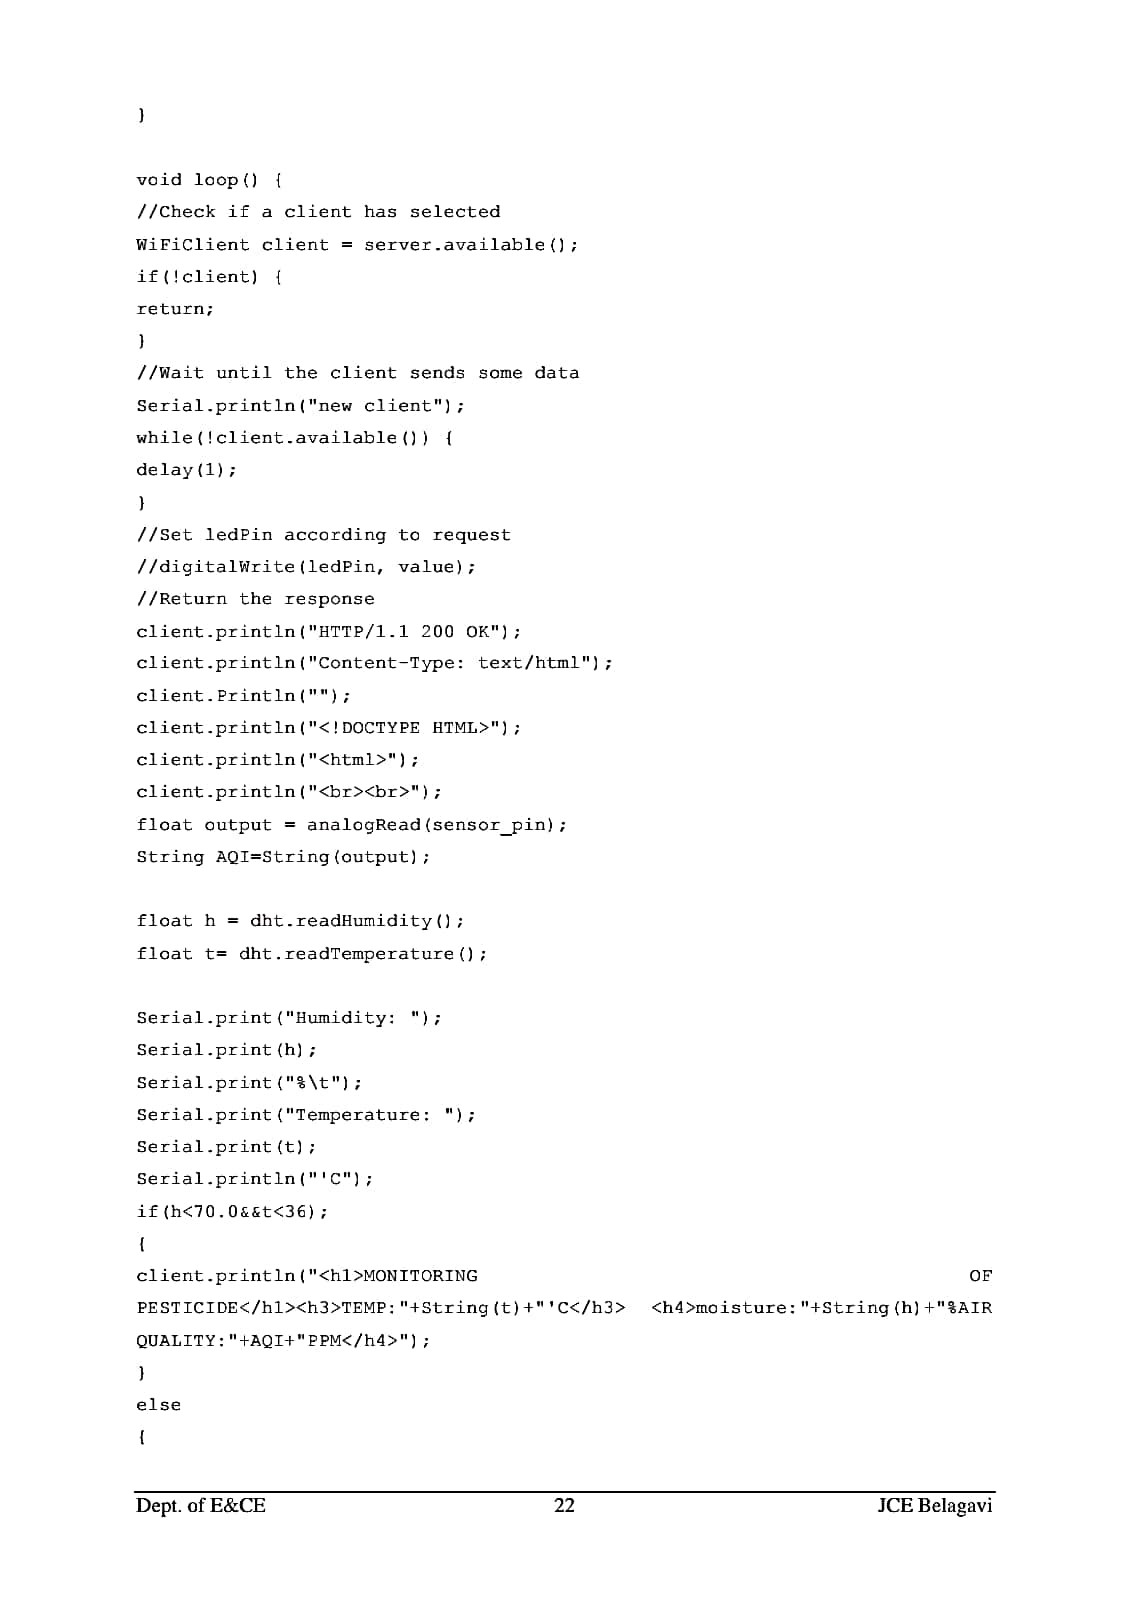 }
void loop() {
//Check if a client has selected
WiFiClient client = server.available();
if(!client) {
return;
}
//Wait until the client sends some data
Serial.println("new client");
while(!client.available()) {
delay(1);
}
//Set ledPin according to request
//digitalWrite(ledPin, value);
//Return the response
client.println("HTTP/1.1 200 OK");
client.println("Content-Type: text/html");
client.Println("");
client.println("<!DOCTYPE HTML>");
client.println("<html>");
client.println("<br><br>");
float output = analogRead(sensor_pin);
String AQI=String(output);
float h = dht.readHumidity();
float t= dht.readTemperature();
Serial.print("Humidity: ");
Serial.print(h);
Serial.print("%\t");
Serial.print("Temperature: ");
Serial.print(t);
Serial.println("'C");
if(h<70.0&&t<36);
{
client.println("<h1>MONITORING OF
PESTICIDE</h1><h3>TEMP:"+String(t)+"'C</h3> <h4>moisture:"+String(h)+"%AIR
QUALITY:"+AQI+"PPM</h4>");
}
else
{
Dept. of E&CE 22 JCE Belagavi